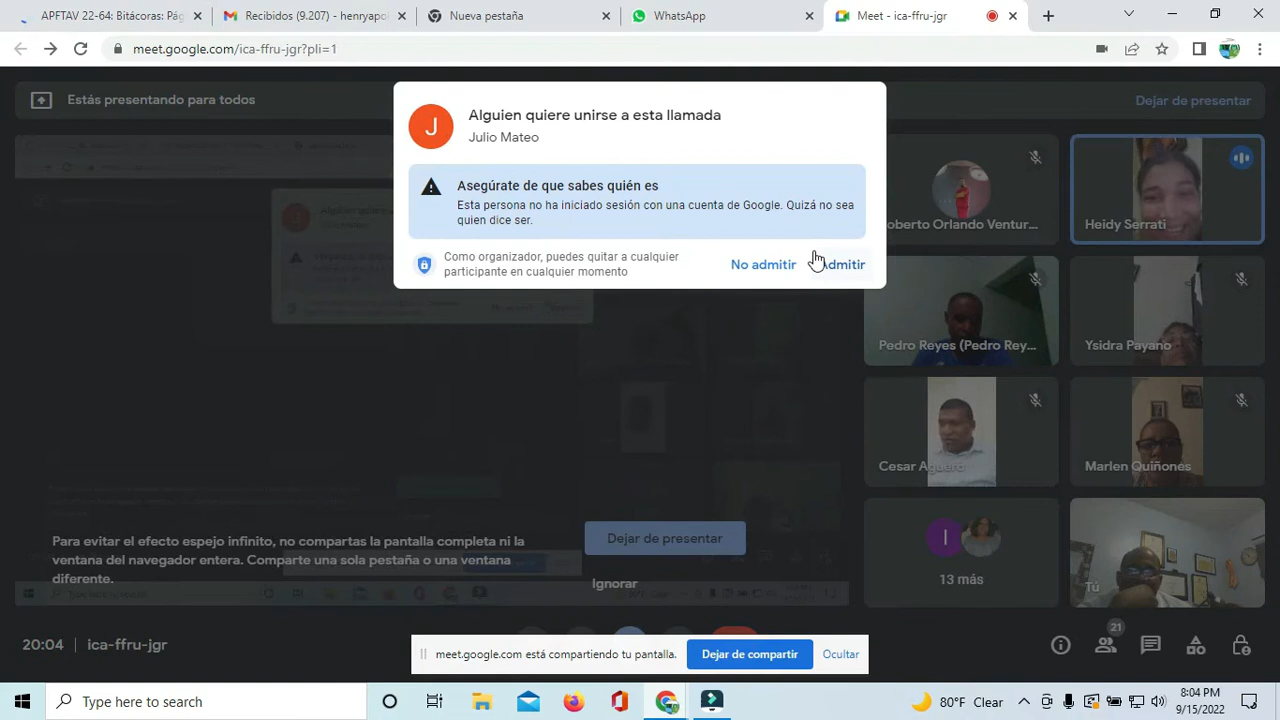 APFTAV 22-64: Bitácoras: Pág
Recibidos (9.207) - henryapol
Nueva pestaña
WhatsApp
Meet - ica-ffru-jgr
meet.google.com/ica-ffru-jgr?pli=1
Estás presentando para todos
Dejar de presentar
Alguien quiere unirse a esta llamada
J
Julio Mateo
Asegúrate de que sabes quién es
Esta persona no ha iniciado sesión con una cuenta de Google. Quizá no sea
quien dice ser.
Como organizador, puedes quitar a cualquier
participante en cualquier momento
No admitir
Admitir
oberto Orlando Ventur...
Heidy Serrati
Pedro Reyes (Pedro Rey...
Ysidra Payano
Cesar Aguero
Marlen Quiñones
I
13 más
Tú
Para evitar el efecto espejo infinito, no compartas la pantalla completa ni la
ventana del navegador entera. Comparte una sola pestaña o una ventana
diferente.
Dejar de presentar
Ignorar
20:04
ica-ffru-jgr
21
meet.google.com está compartiendo tu pantalla.
Dejar de compartir
Ocultar
Type here to search
80°F Clear
8:04 PM
9/15/2022